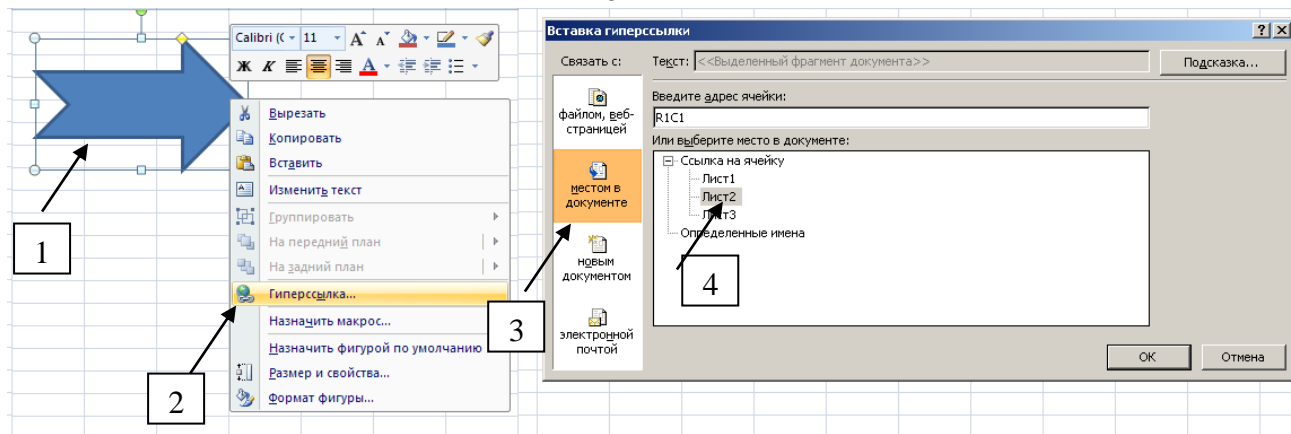 Calibri (( 11 A A
Ж К A
1
Вырезать
Копировать
Вставить
Изменить текст
Группировать
На передний план
На задний план
Гиперссылка...
Назначить макрос...
Назначить фигурой по умолчанию
Размер и свойства...
Формат фигуры...
2
Вставка гиперссылки
? X
Связать с:
Текст: <<Выделенный фрагмент документа>>
Подсказка...
файлом, веб-
страницей
местом в
документе
новым
документом
электронной
почтой
Введите адрес ячейки:
R1C1
Или выберите место в документе:
Ссылка на ячейку
Лист1
Лист2
Лист3
Определенные имена
3
4
ОК
Отмена